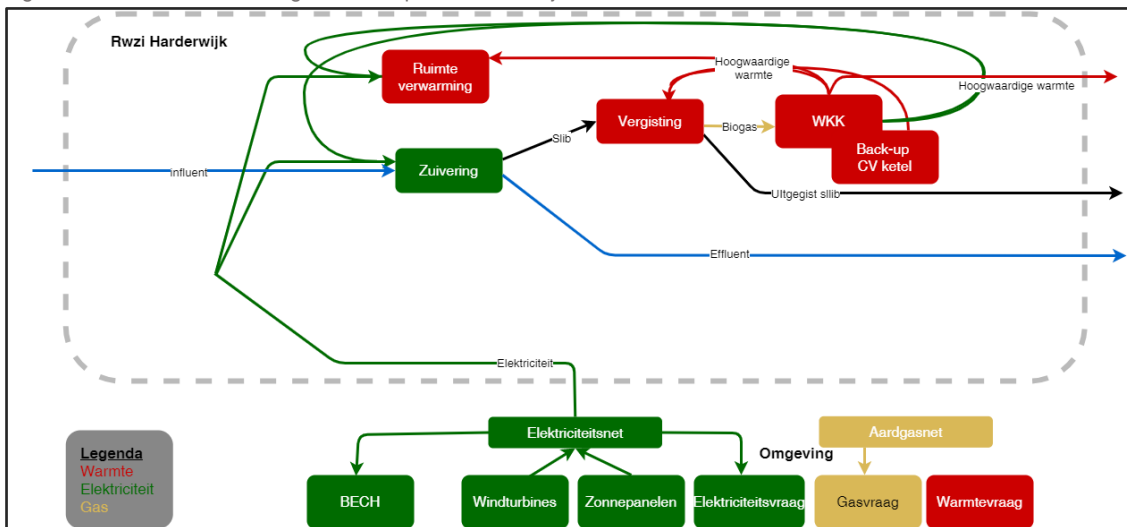 Rwzi Harderwijk
Ruimte
verwarming
Hoogwaardige
warmte
Hoogwaardige warmte
Vergisting
Biogas
WKK
Back-up
CV ketel
Slib
Zuivering
influent
UItgegist sllib
Effluent
Elektriciteit
Elektriciteitsnet
Aardgasnet
Omgeving
Legenda
Warmte
Elektriciteit
Gas
BECH
Windturbines
Zonnepanelen
Elektriciteitsvraag
Gasvraag
Warmtevraag